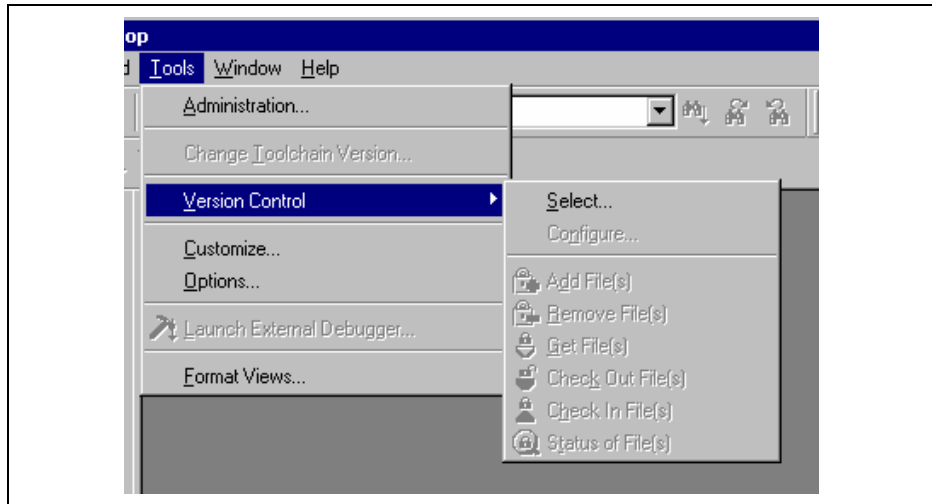 op
d Tools Window Help
Administration...
Change Toolchain Version...
Version Control
Select...
Configure...
Customize...
Options...
Add File(s)
Remove File(s)
Launch External Debugger...
Get File(s)
Format Views...
Check Out File(s)
Check In File(s)
Status of File(s)